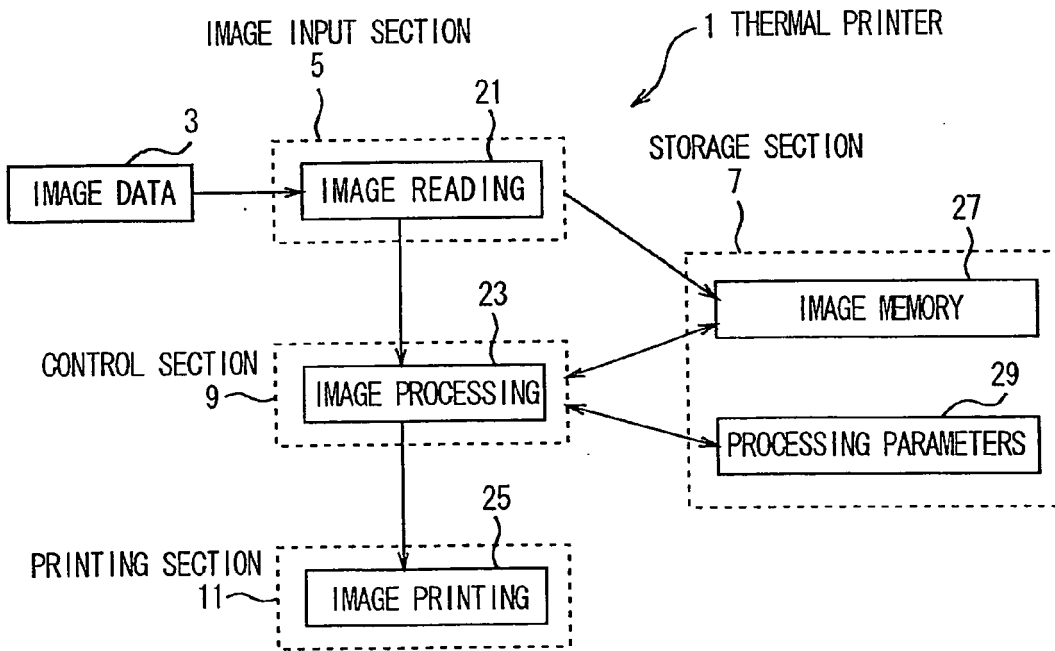 1 THERMAL PRINTER
IMAGE INPUT SECTION
5
21
3
IMAGE DATA
IMAGE READING
STORAGE SECTION
7
27
IMAGE MEMORY
23
CONTROL SECTION
9
IMAGE PROCESSING
29
PROCESSING PARAMETERS
25
PRINTING SECTION
11
IMAGE PRINTING